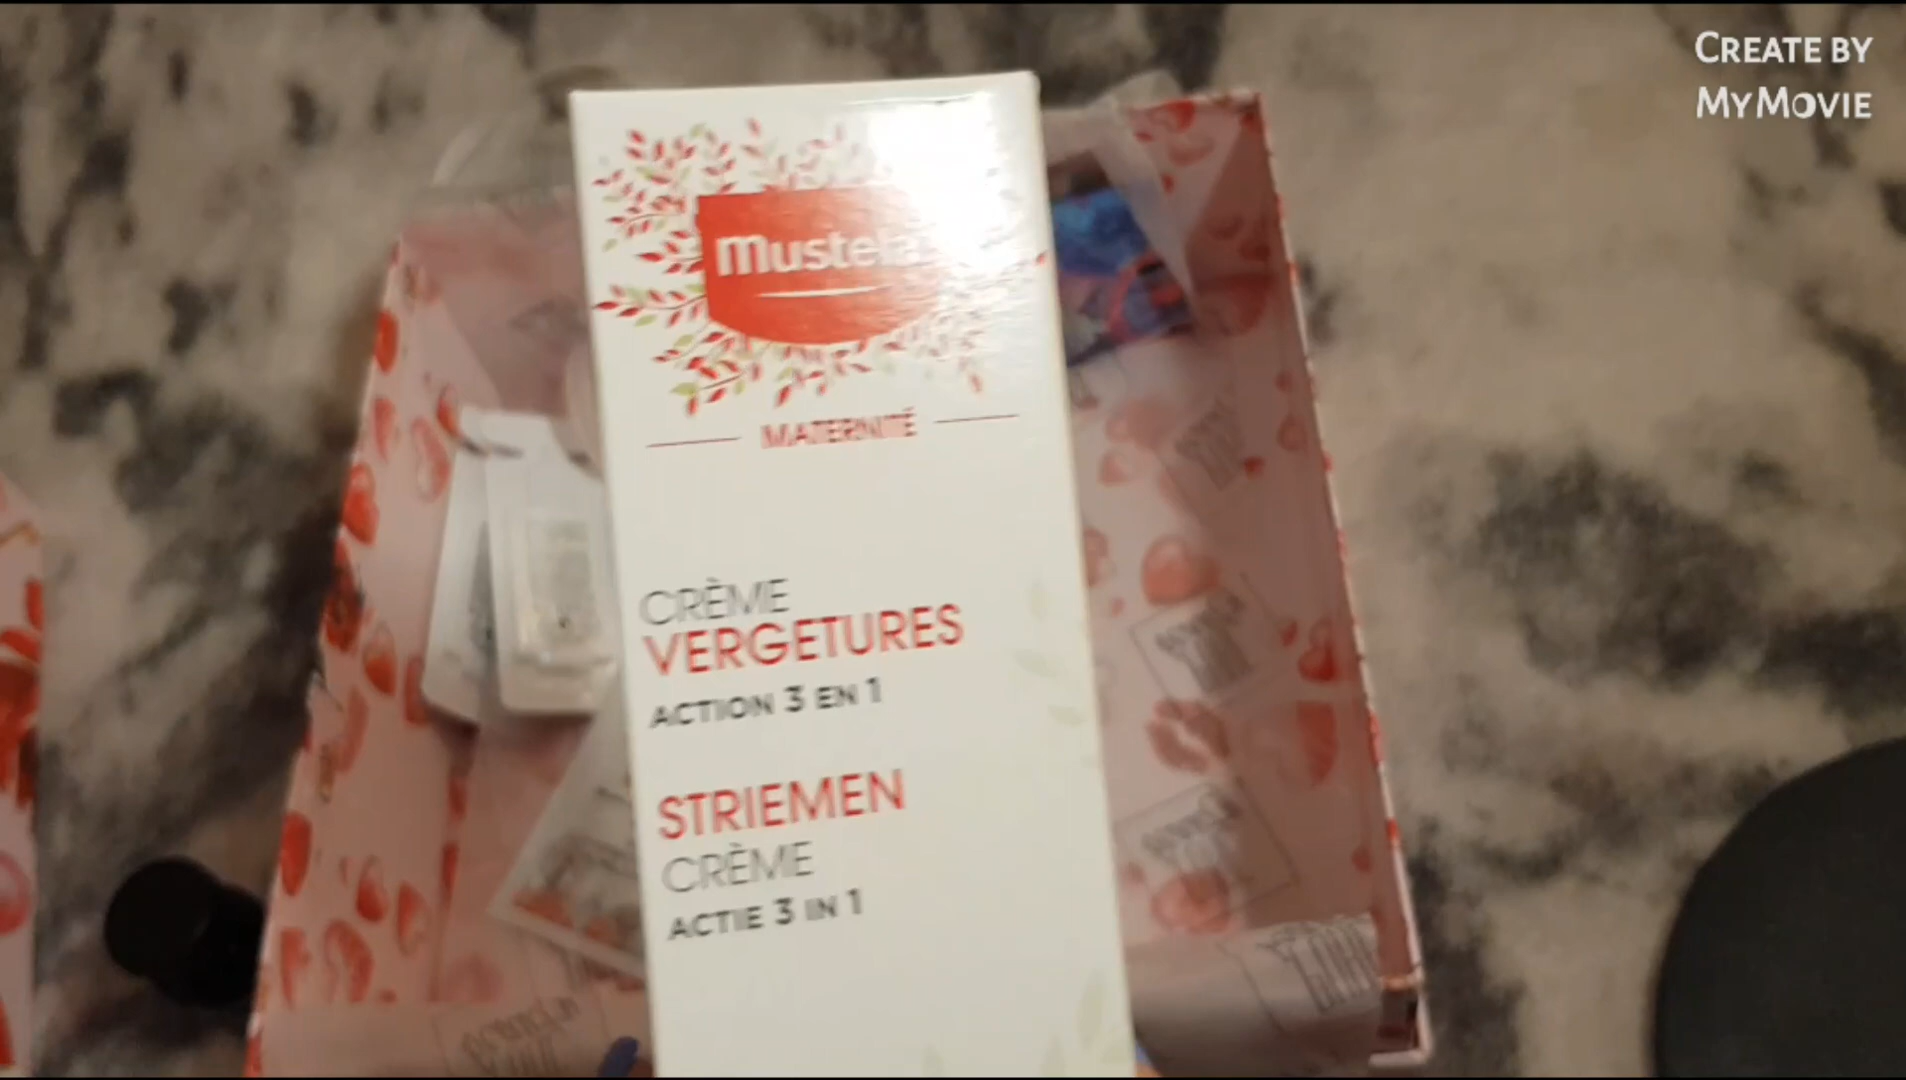 CREATE BY
MYMOVIE
Mustela
MATERNITÉ
CRÈME
VERGETURES
ACTION 3 EN 1
STRIEMEN
CRÈME
ACTIE 3 IN 1